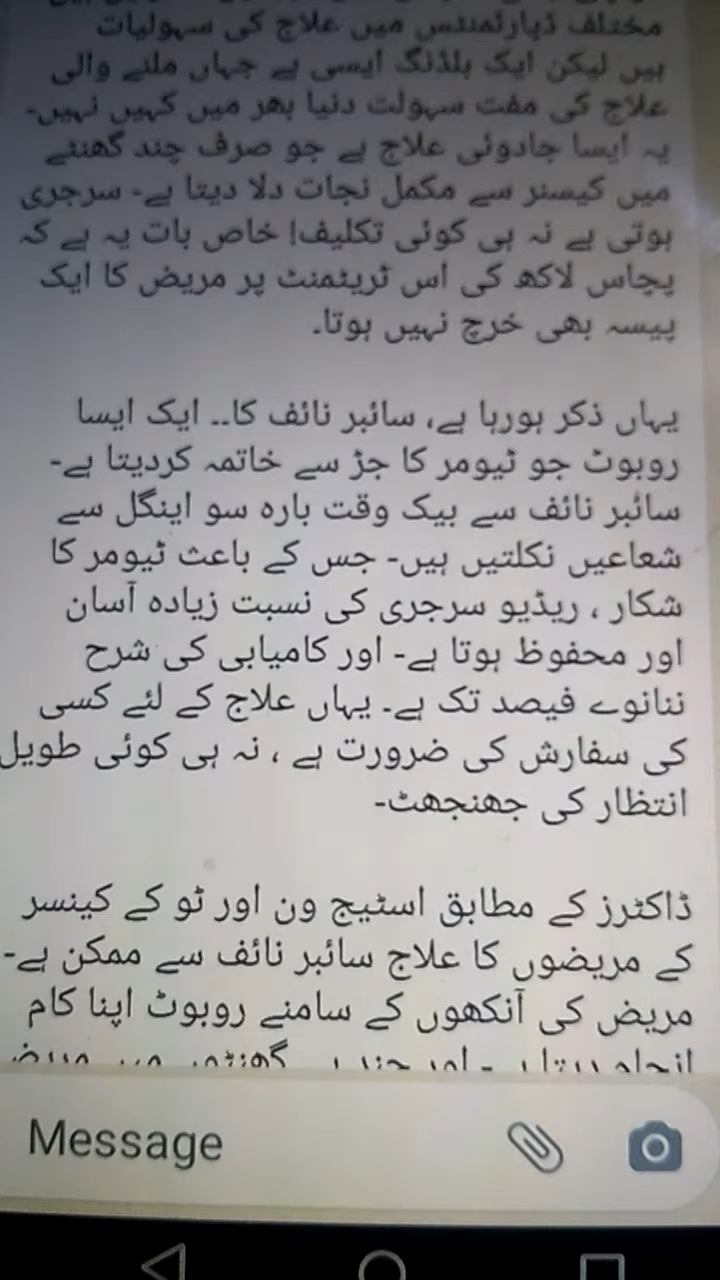 مختلف ڈپارٹمنٹس میں علاج کی سہولیات
ہیں لیکن ایک بلڈنگ ایسی ہے جہاں ملنے والی
علاج کی مفت سہولت دنیا بھر میں کہیں نہیں-
یہ ایسا جادوئی علاج ہے جو صرف چند گھنٹے
میں کینسر سے مکمل نجات دلا دیتا ہے- سرجری
ہوتی ہے نہ ہی کوئی تکلیف! خاص بات یہ ہے کہ
پچاس لاکھ کی اس ٹریٹمنٹ پر مریض کا ایک
پیسہ بھی خرچ نہیں ہوتا۔
یہاں ذکر ہورہا ہے، سائبر نائف کا۔۔ ایک ایسا
روبوٹ جو ٹیومر کا جڑ سے خاتمہ کردیتا ہے-
سائبر نائف سے بیک وقت بارہ سو اینگل سے
شعاعیں نکلتیں ہیں- جس کے باعث ٹیومر کا
شکار ، ریڈیو سرجری کی نسبت زیادہ آسان
اور محفوظ ہوتا ہے- اور کامیابی کی شرح
ننانوے فیصد تک ہے۔ یہاں علاج کے لئے کسی
کی سفارش کی ضرورت ہے ، نہ ہی کوئی طویل
انتظار کی جھنجھٹ-
ڈاکٹرز کے مطابق اسٹیج ون اور ٹو کے کینسر
کے مریضوں کا علاج سائبر نائف سے ممکن ہے-
مریض کی آنکھوں کے سامنے روبوٹ اپنا کام
Message